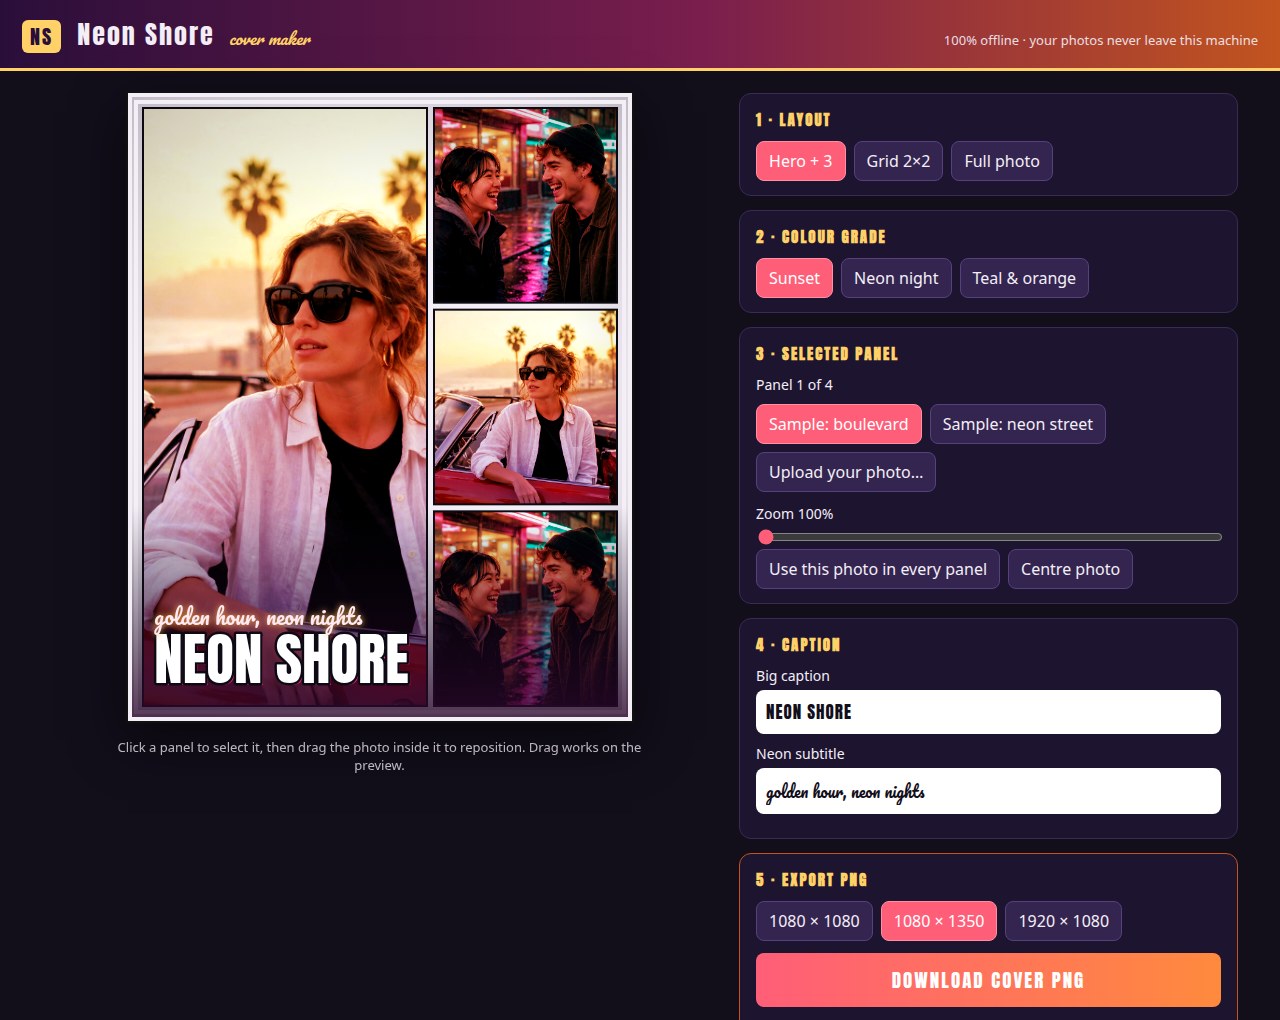 NS
Neon Shore
cover maker
100% offline · your photos never leave this machine
golden hour, neon nights
NEON SHORE
Click a panel to select it, then drag the photo inside it to reposition. Drag works on the
preview.
1 · LAYOUT
Hero + 3
Grid 2×2
Full photo
2 · COLOUR GRADE
Sunset
Neon night
Teal & orange
3 · SELECTED PANEL
Panel 1 of 4
Sample: boulevard
Sample: neon street
Upload your photo...
Zoom 100%
Use this photo in every panel
Centre photo
4 · CAPTION
Big caption
NEON SHORE
Neon subtitle
golden hour, neon nights
5 · EXPORT PNG
1080 × 1080
1080 × 1350
1920 × 1080
DOWNLOAD COVER PNG